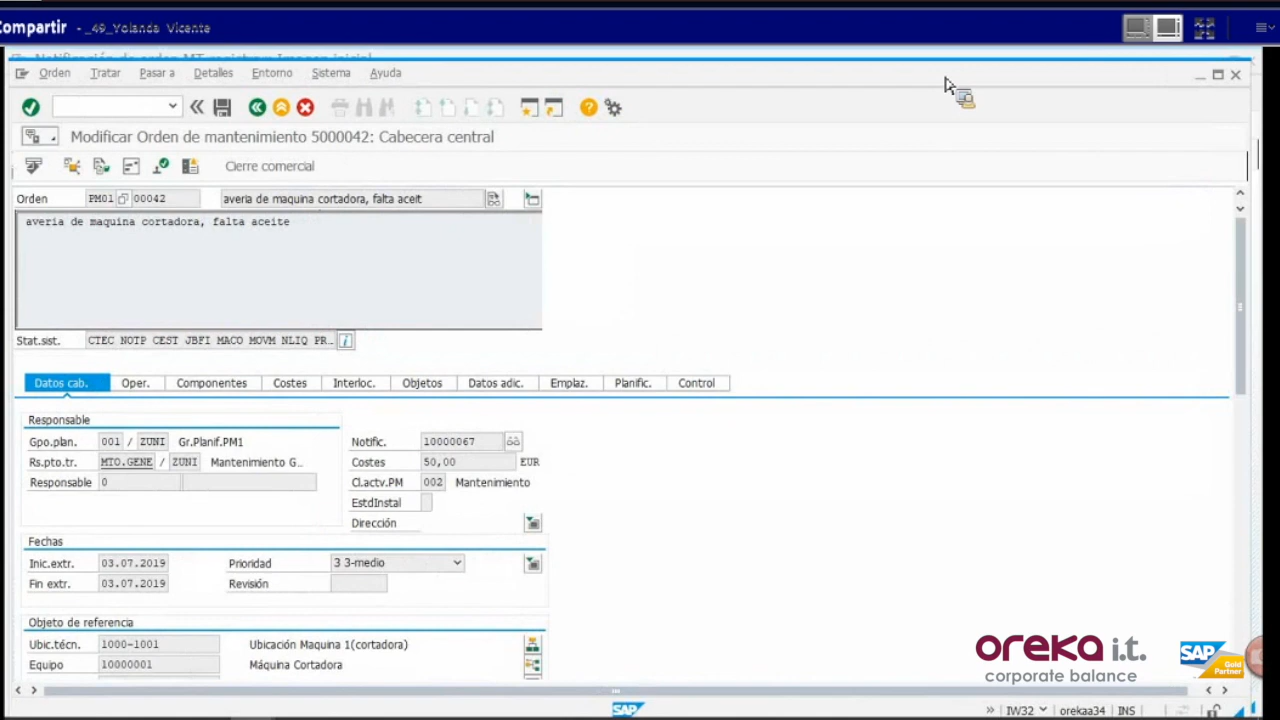 Compartir - _49_Yolanda Vicente
Orden Tratar Pasar a Detalles Entorno Sistema Ayuda
Modificar Orden de mantenimiento 5000042: Cabecera central
Cierre comercial
Orden PM01 00042 averia de maquina cortadora, falta aceit
averia de maquina cortadora, falta aceite
Stat.sist. CTEC NOTP CEST JBFI MACO MOVM NLIQ PR…
Datos cab. Oper. Componentes Costes Interloc. Objetos Datos adic. Emplaz. Planific. Control
Responsable
Gpo.plan. 001 / ZUNI Gr.Planif.PM1 Notific. 10000067
Rs.pto.tr. MTO.GENE / ZUNI Mantenimiento G… Costes 50,00 EUR
Responsable 0 Cl.actv.PM 002 Mantenimiento
EstdInstal
Dirección
Fechas
Inic.extr. 03.07.2019 Prioridad 3 3-medio
Fin extr. 03.07.2019 Revisión
Objeto de referencia
Ubic.técn. 1000-1001 Ubicación Maquina 1(cortadora)
Equipo 10000001 Máquina Cortadora
oreka i.t.
corporate balance
SAP Gold Partner
SAP
» IW32 orekaa34 INS